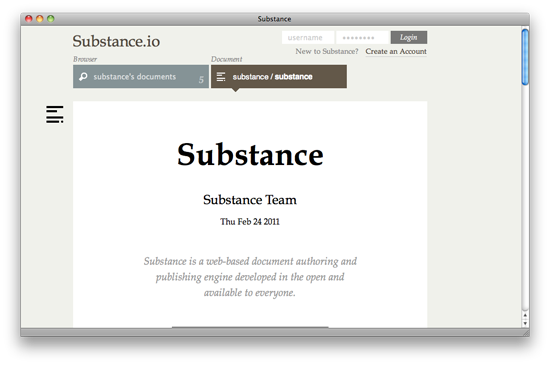 Substance
Substance.io
username
Login
New to Substance? Create an Account
Browser
Document
substance's documents 5
substance / substance
Substance
Substance Team
Thu Feb 24 2011
Substance is a web-based document authoring and
publishing engine developed in the open and
available to everyone.